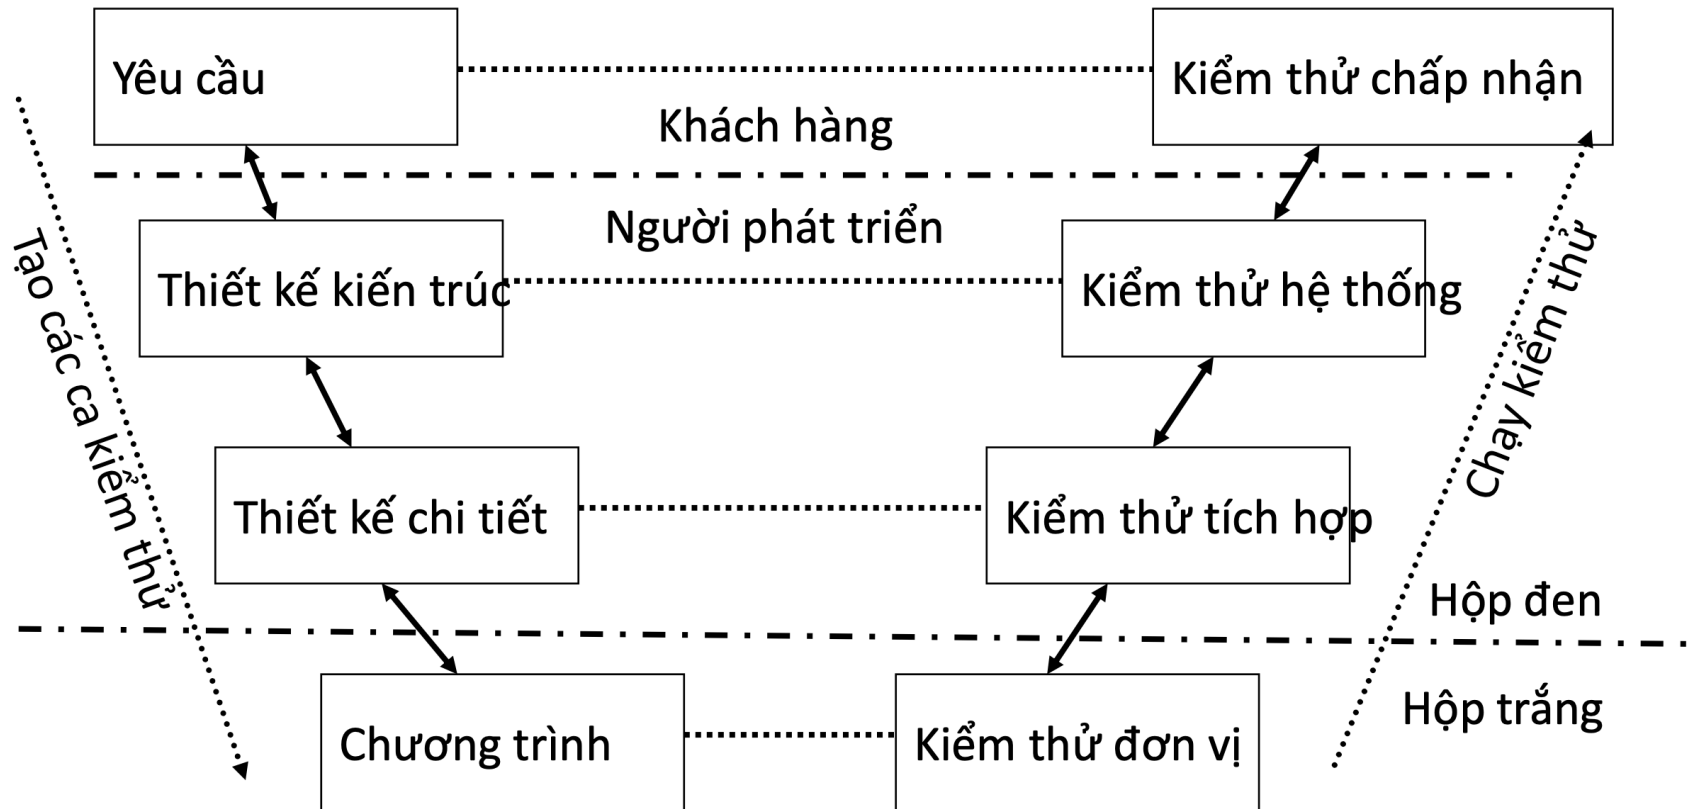 Yêu cầu
Kiểm thử chấp nhận
Khách hàng
Người phát triển
Thiết kế kiến trúc
Kiểm thử hệ thống
Tạo các ca kiểm thử
Chạy kiểm thử
Thiết kế chi tiết
Kiểm thử tích hợp
Hộp đen
Hộp trắng
Chương trình
Kiểm thử đơn vị